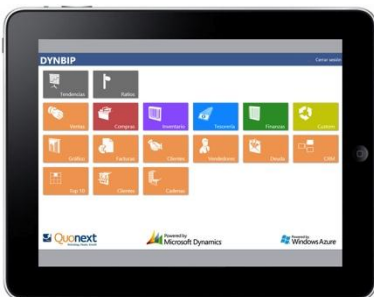 DYNBIP
Cerrar sesión
Tendencias
Ratios
Ventas
Compras
Inventario
Tesorería
Finanzas
Custom
Gráfico
Facturas
Clientes
Vendedores
Deuda
CRM
Top 10
Clientes
Cadenas
Quonext
Powered by
Microsoft Dynamics
Powered by
Windows Azure